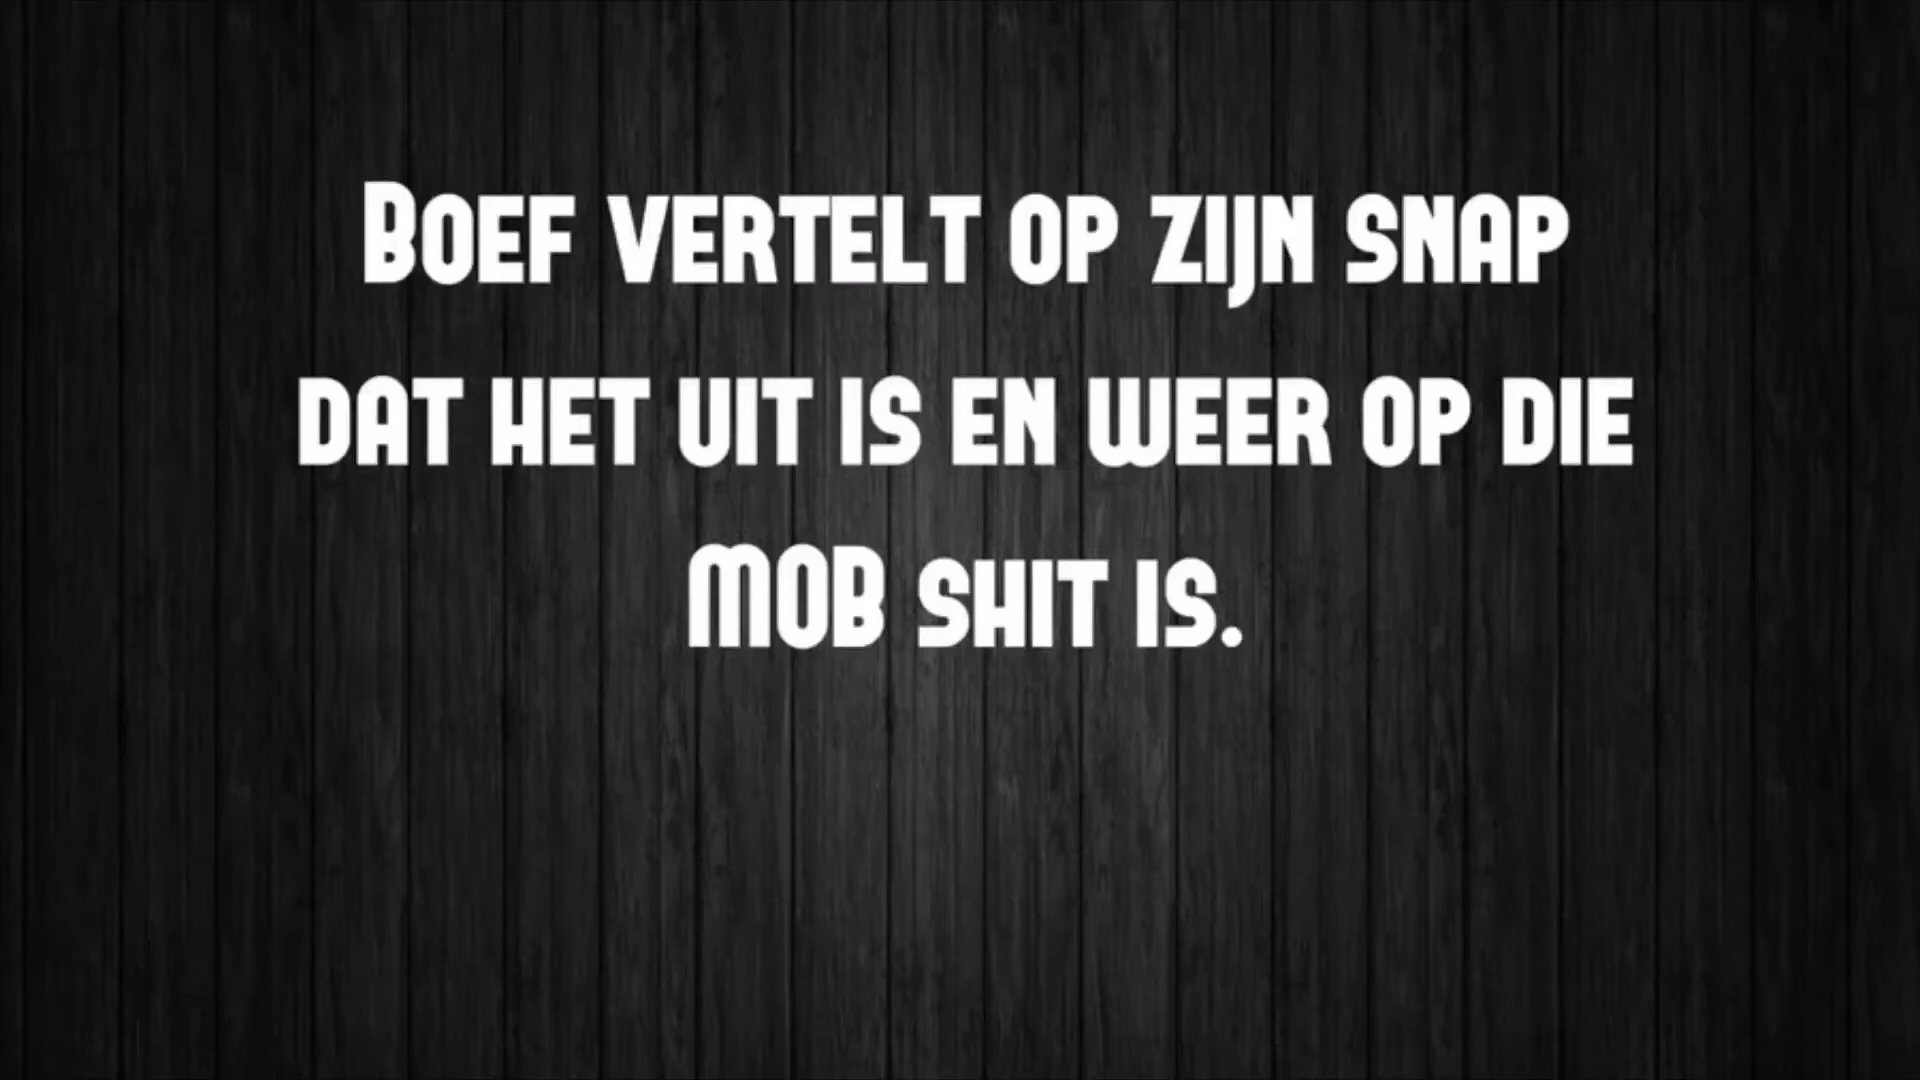 Boef vertelt op zijn snap
dat het uit is en weer op die
MOB shit is.